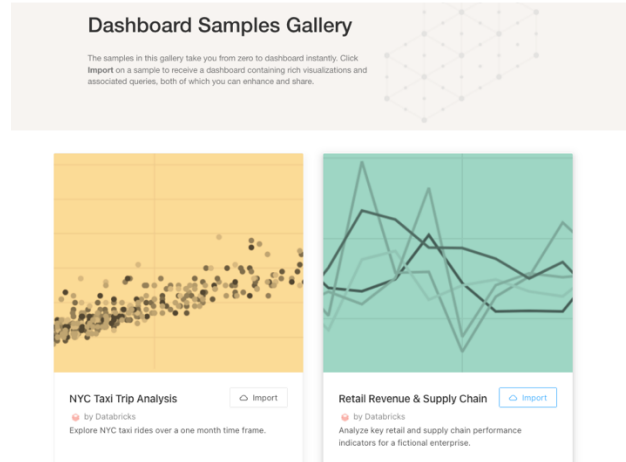 Dashboard Samples Gallery
The samples in this gallery take you from zero to dashboard instantly. Click
Import on a sample to receive a dashboard containing rich visualizations and
associated queries, both of which you can enhance and share.
NYC Taxi Trip Analysis
Import
by Databricks
Explore NYC taxi rides over a one month time frame.
Retail Revenue & Supply Chain
Import
by Databricks
Analyze key retail and supply chain performance
indicators for a fictional enterprise.